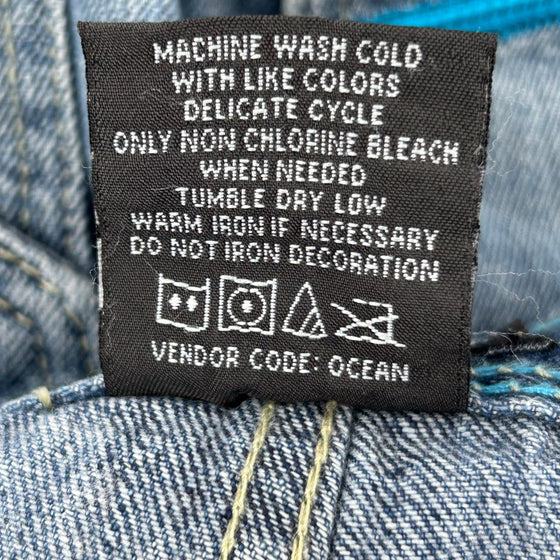 MACHINE WASH COLD
WITH LIKE COLORS
DELICATE CYCLE
ONLY NON CHLORINE BLEACH
WHEN NEEDED
TUMBLE DRY LOW
WARM IRON IF NECESSARY
DO NOT IRON DECORATION
VENDOR CODE: OCEAN